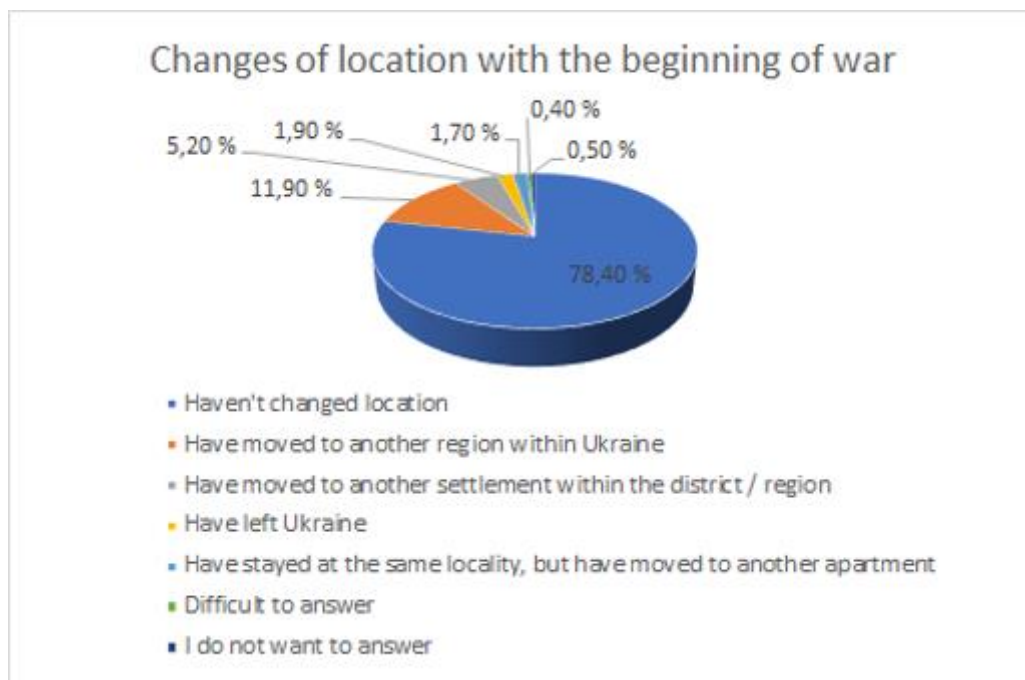 Changes of location with the beginning of war
0,40 %
1,90 %
1,70 %
5,20 %
0,50 %
11,90 %
78,40 %
Haven't changed location
Have moved to another region within Ukraine
Have moved to another settlement within the district / region
Have left Ukraine
Have stayed at the same locality, but have moved to another apartment
Difficult to answer
I do not want to answer